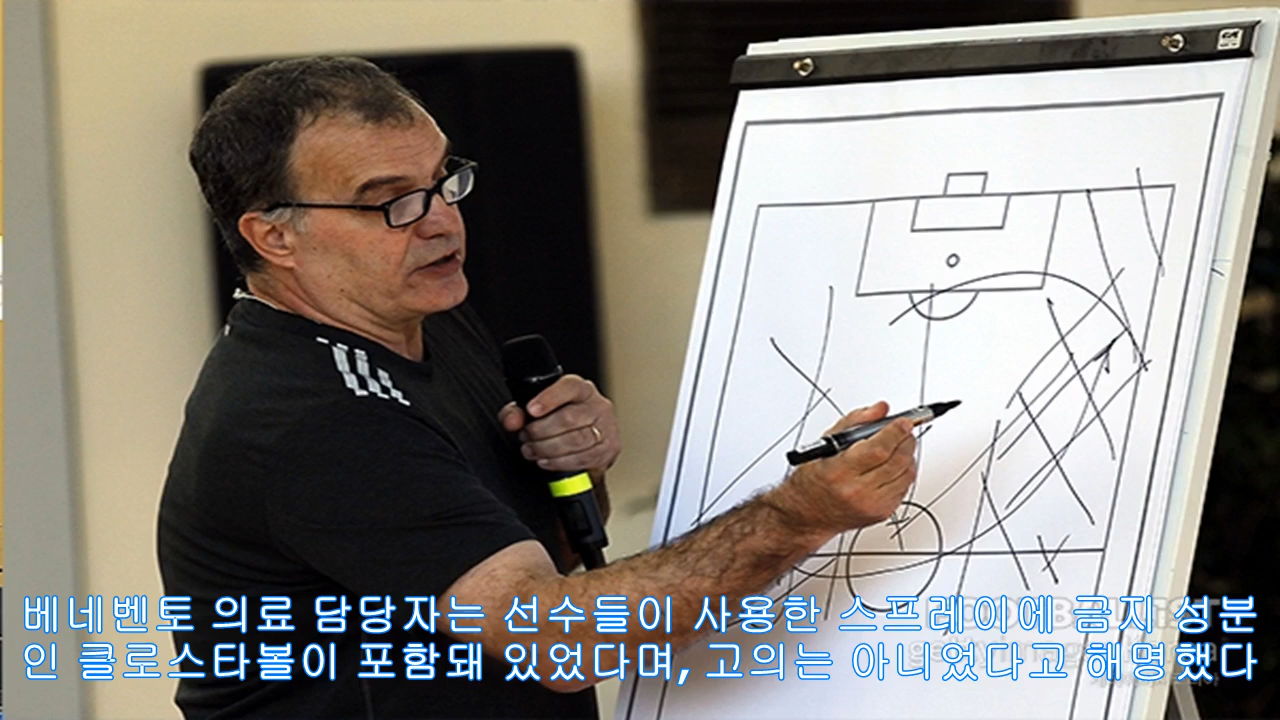 베네벤토 의료 담당자는 선수들이 사용한 스프레이에 금지 성분
인 클로스타볼이 포함돼 있었다며, 고의는 아니었다고 해명했다